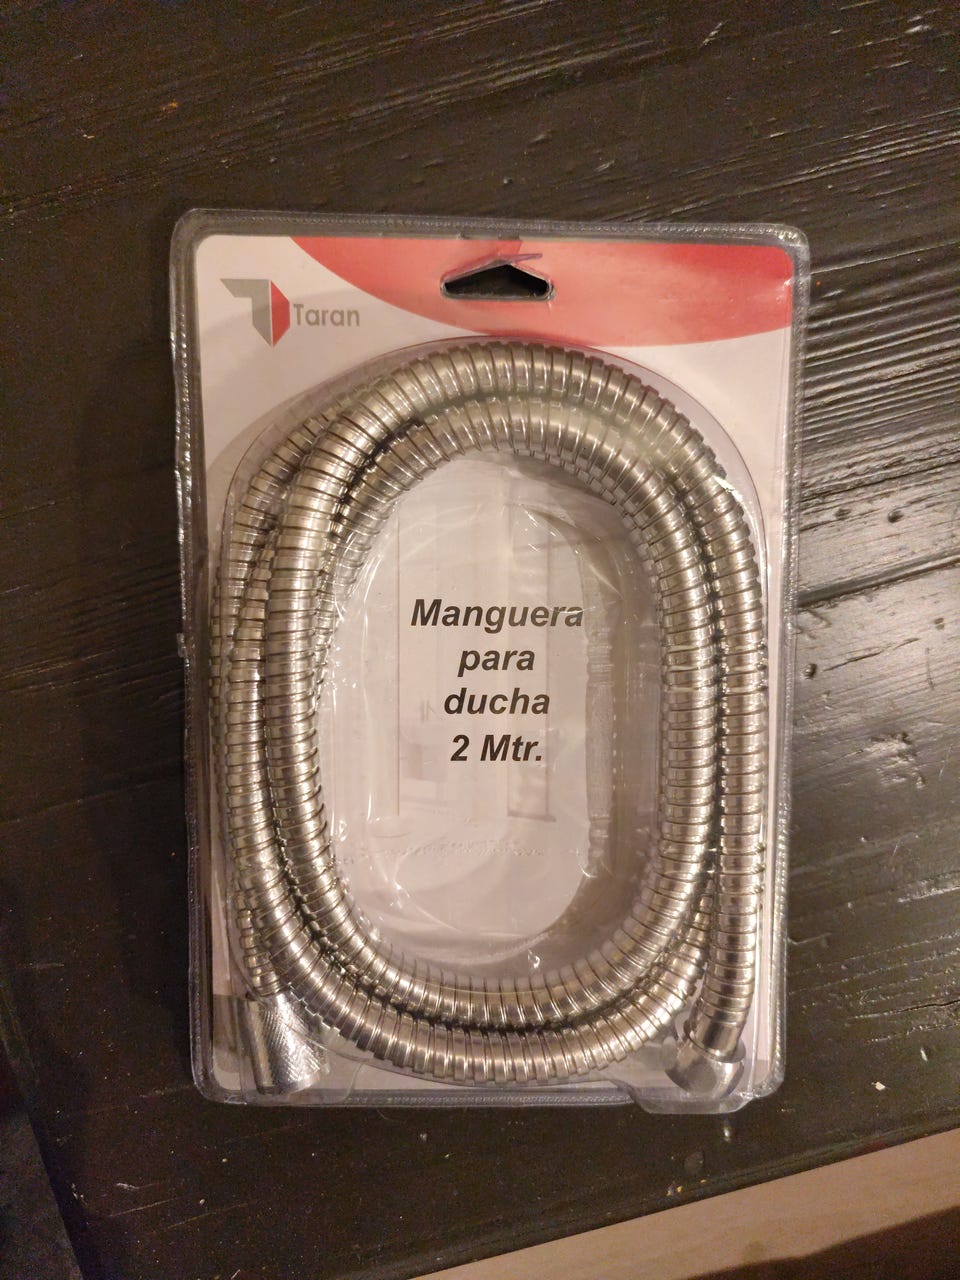 Taran
Manguera
para
ducha
2 Mtr.